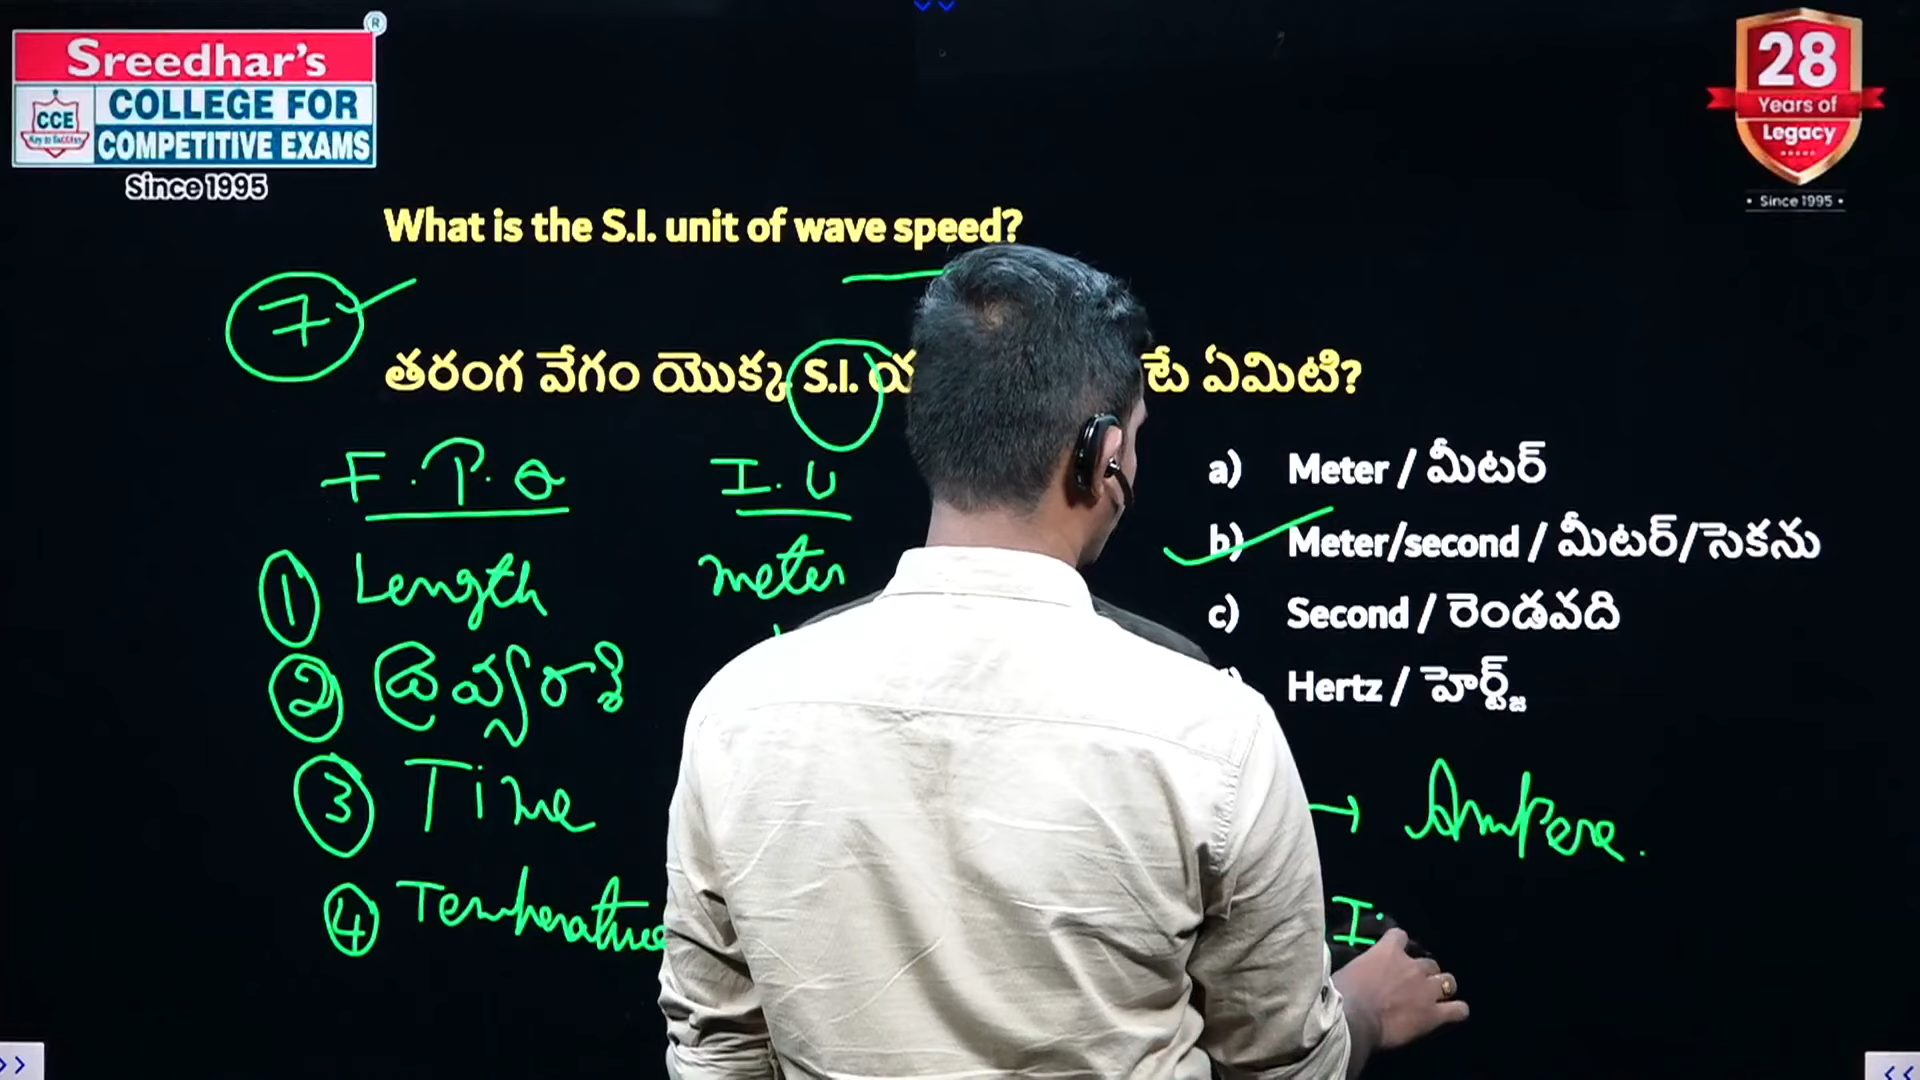 Sreedhar's
®
CCE
COLLEGE FOR
COMPETITIVE EXAMS
Since 1995
28
Years of
Legacy
• Since 1995 •
What is the S.I. unit of wave speed?
7
తరంగ వేగం యొక్క S.I. య టే ఏమిటి?
F.P.Q I.U
a) Meter / మీటర్
b) Meter/second / మీటర్/సెకను
c) Second / రెండవది
Hertz / హెర్ట్జ్
1 Length meter
2 ద్రవ్యరాశి
3 Time
4 Temperature
→ Ampere.
I